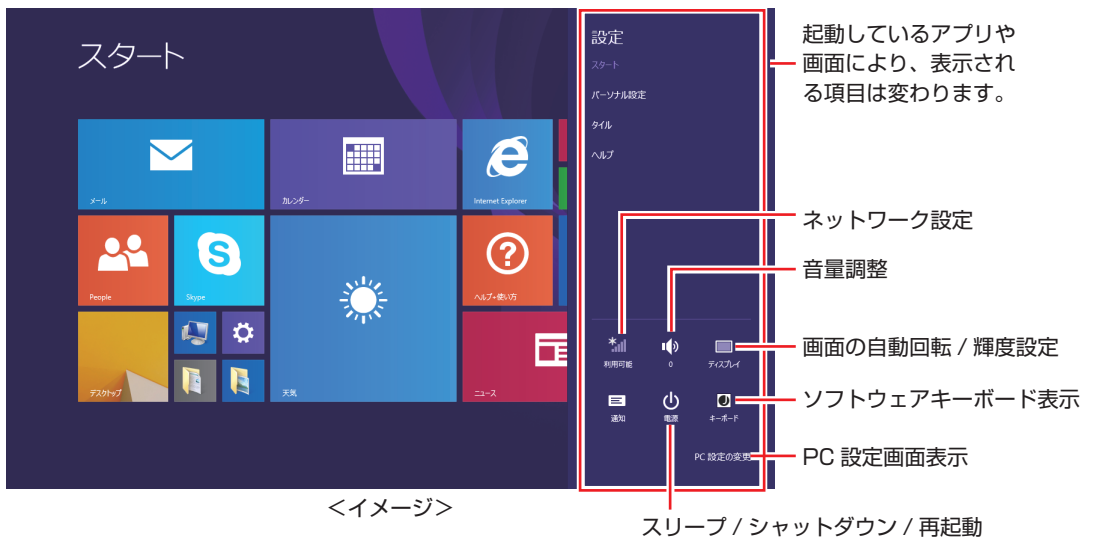 スタート
メール
カレンダー
Internet Explorer
People
Skype
ヘルプ+使い方
デスクトップ
天気
ニュース
設定
スタート
パーソナル設定
タイル
ヘルプ
利用可能
0
ディスプレイ
通知
電源
キーボード
PC 設定の変更
起動しているアプリや
画面により、表示され
る項目は変わります。
ネットワーク設定
音量調整
画面の自動回転 / 輝度設定
ソフトウェアキーボード表示
PC 設定画面表示
スリープ / シャットダウン / 再起動
＜イメージ＞